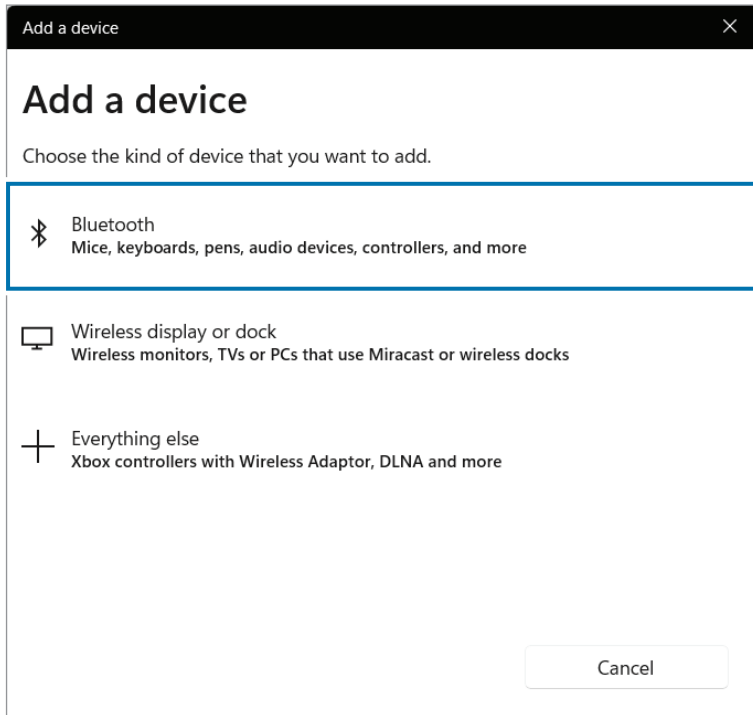 Add a device
Add a device
Choose the kind of device that you want to add.
Bluetooth
Mice, keyboards, pens, audio devices, controllers, and more
Wireless display or dock
Wireless monitors, TVs or PCs that use Miracast or wireless docks
Everything else
Xbox controllers with Wireless Adaptor, DLNA and more
Cancel